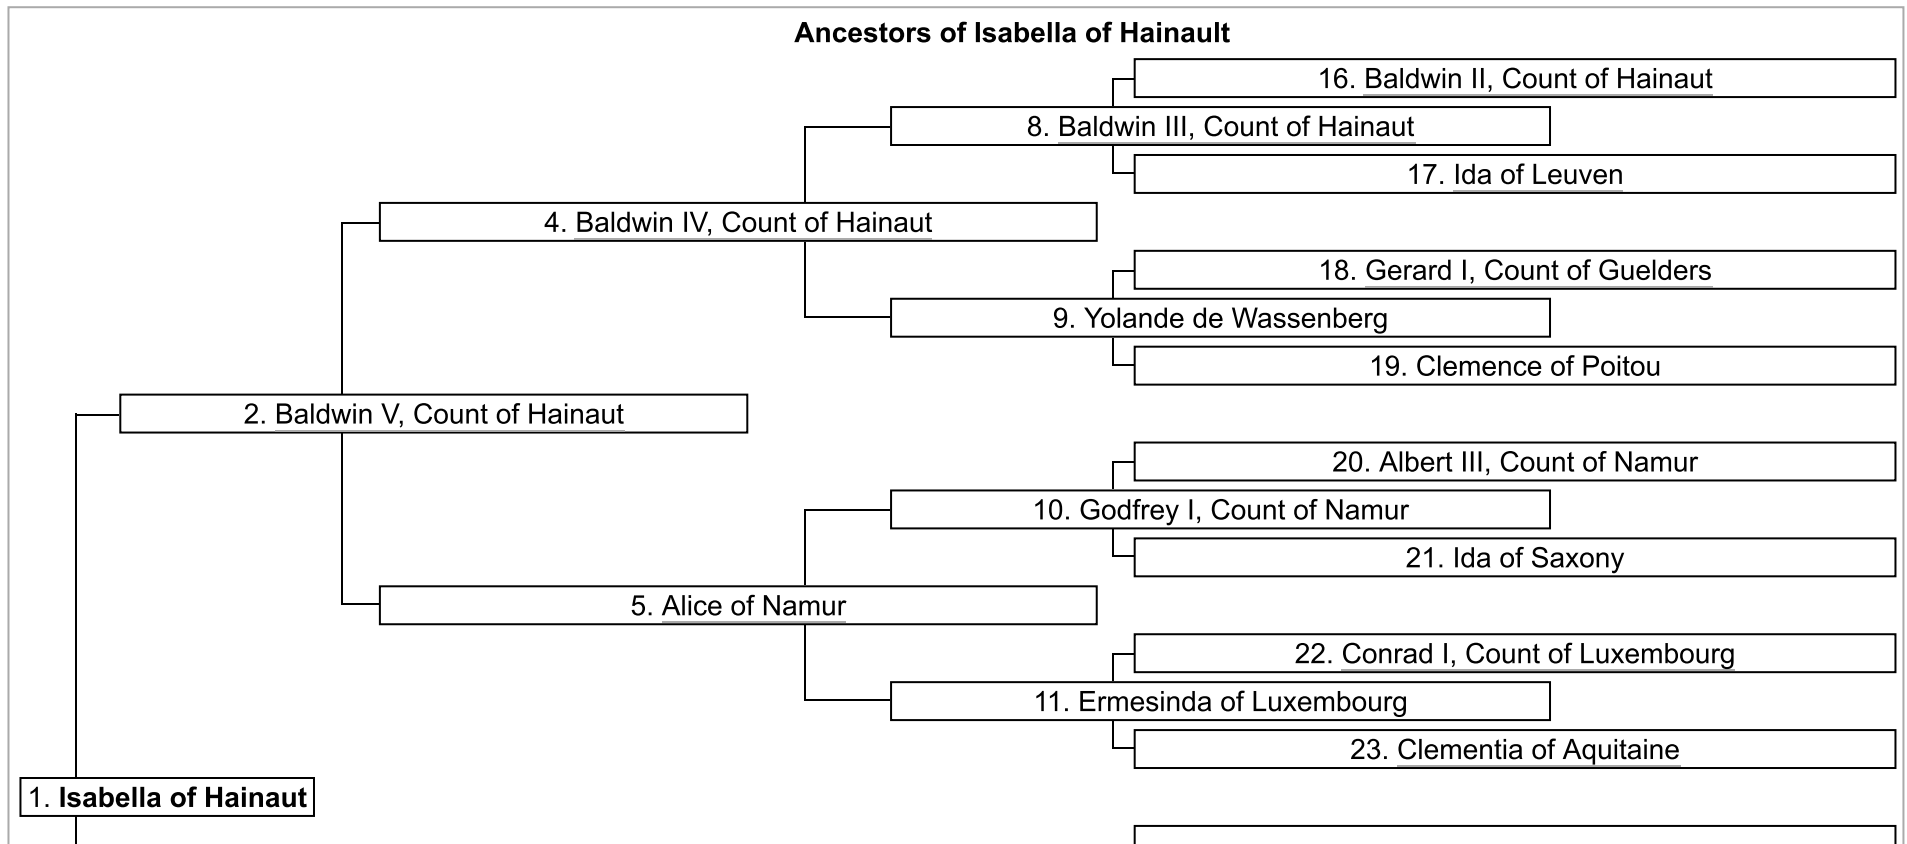 Ancestors of Isabella of Hainault
16. Baldwin II, Count of Hainaut
8. Baldwin III, Count of Hainaut
17. Ida of Leuven
4. Baldwin IV, Count of Hainaut
18. Gerard I, Count of Guelders
9. Yolande de Wassenberg
19. Clemence of Poitou
2. Baldwin V, Count of Hainaut
20. Albert III, Count of Namur
10. Godfrey I, Count of Namur
21. Ida of Saxony
5. Alice of Namur
22. Conrad I, Count of Luxembourg
11. Ermesinda of Luxembourg
23. Clementia of Aquitaine
1. Isabella of Hainaut